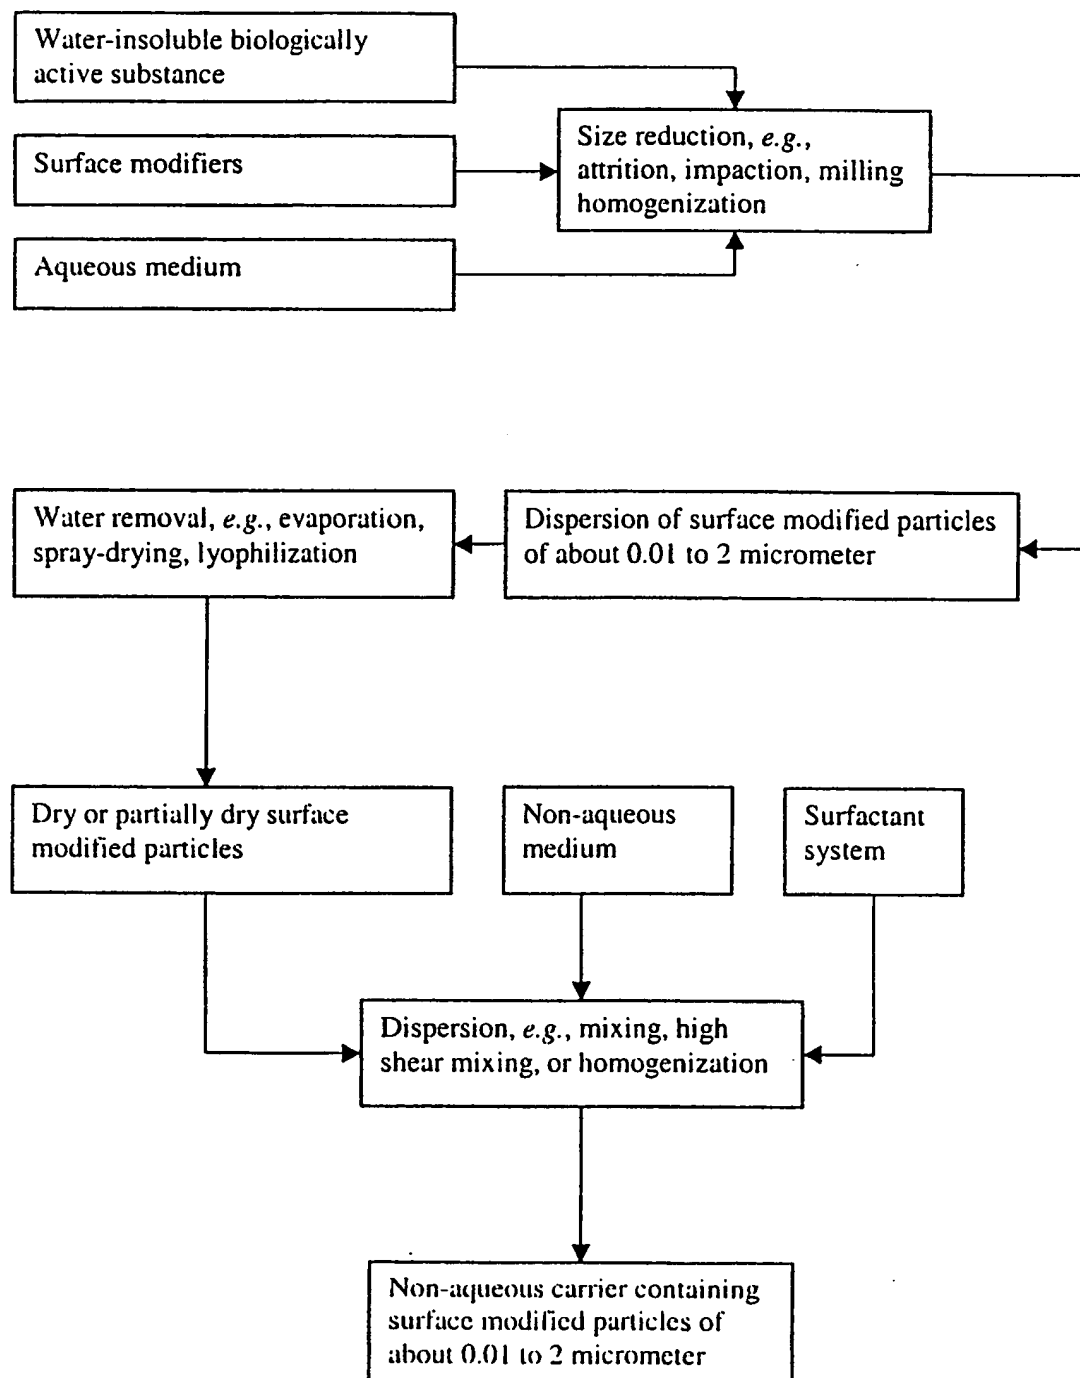 Water-insoluble biologically
active substance
Surface modifiers
Aqueous medium
Size reduction, e.g.,
attrition, impaction, milling
homogenization
Water removal, e.g., evaporation,
spray-drying, lyophilization
Dispersion of surface modified particles
of about 0.01 to 2 micrometer
Dry or partially dry surface
modified particles
Non-aqueous
medium
Surfactant
system
Dispersion, e.g., mixing, high
shear mixing, or homogenization
Non-aqueous carrier containing
surface modified particles of
about 0.01 to 2 micrometer